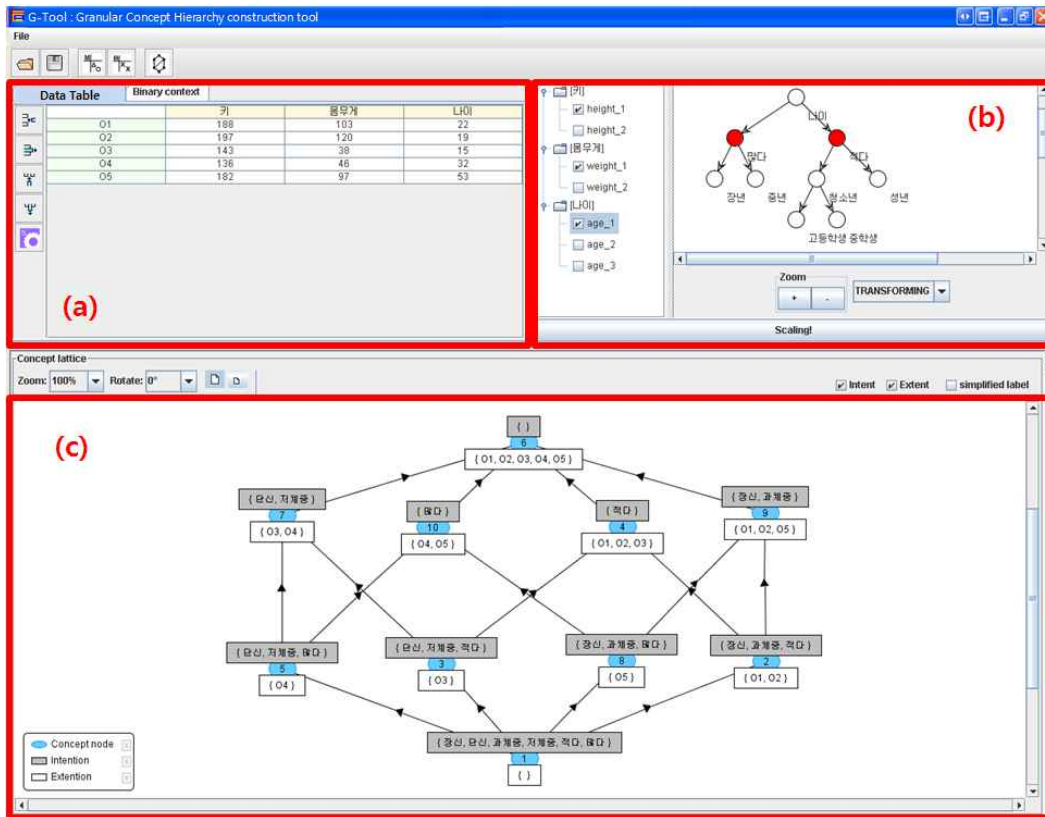 G-Tool : Granular Concept Hierarchy construction tool
File
Data Table Binary context
키 몸무게 나이
O1 188 103 22
O2 197 120 19
O3 143 38 15
O4 136 46 32
O5 182 97 53
(a)
[키]
height_1
height_2
[몸무게]
weight_1
weight_2
[나이]
age_1
age_2
age_3
(b)
나이
많다 적다
장년 중년 청소년 성년
고등학생 중학생
Zoom
+ -
TRANSFORMING
Scaling!
Concept lattice
Zoom: 100% Rotate: 0°
Intent Extent simplified label
(c)
{ }
6
{ O1, O2, O3, O4, O5 }
{ 단신, 저체중 }
7
{ O3, O4 }
{ 많다 }
10
{ O4, O5 }
{ 적다 }
4
{ O1, O2, O3 }
{ 장신, 과체중 }
9
{ O1, O2, O5 }
{ 단신, 저체중, 많다 }
5
{ O4 }
{ 단신, 저체중, 적다 }
3
{ O3 }
{ 장신, 과체중, 많다 }
8
{ O5 }
{ 장신, 과체중, 적다 }
2
{ O1, O2 }
{ 장신, 단신, 과체중, 저체중, 적다, 많다 }
1
{ }
Concept node
Intention
Extention